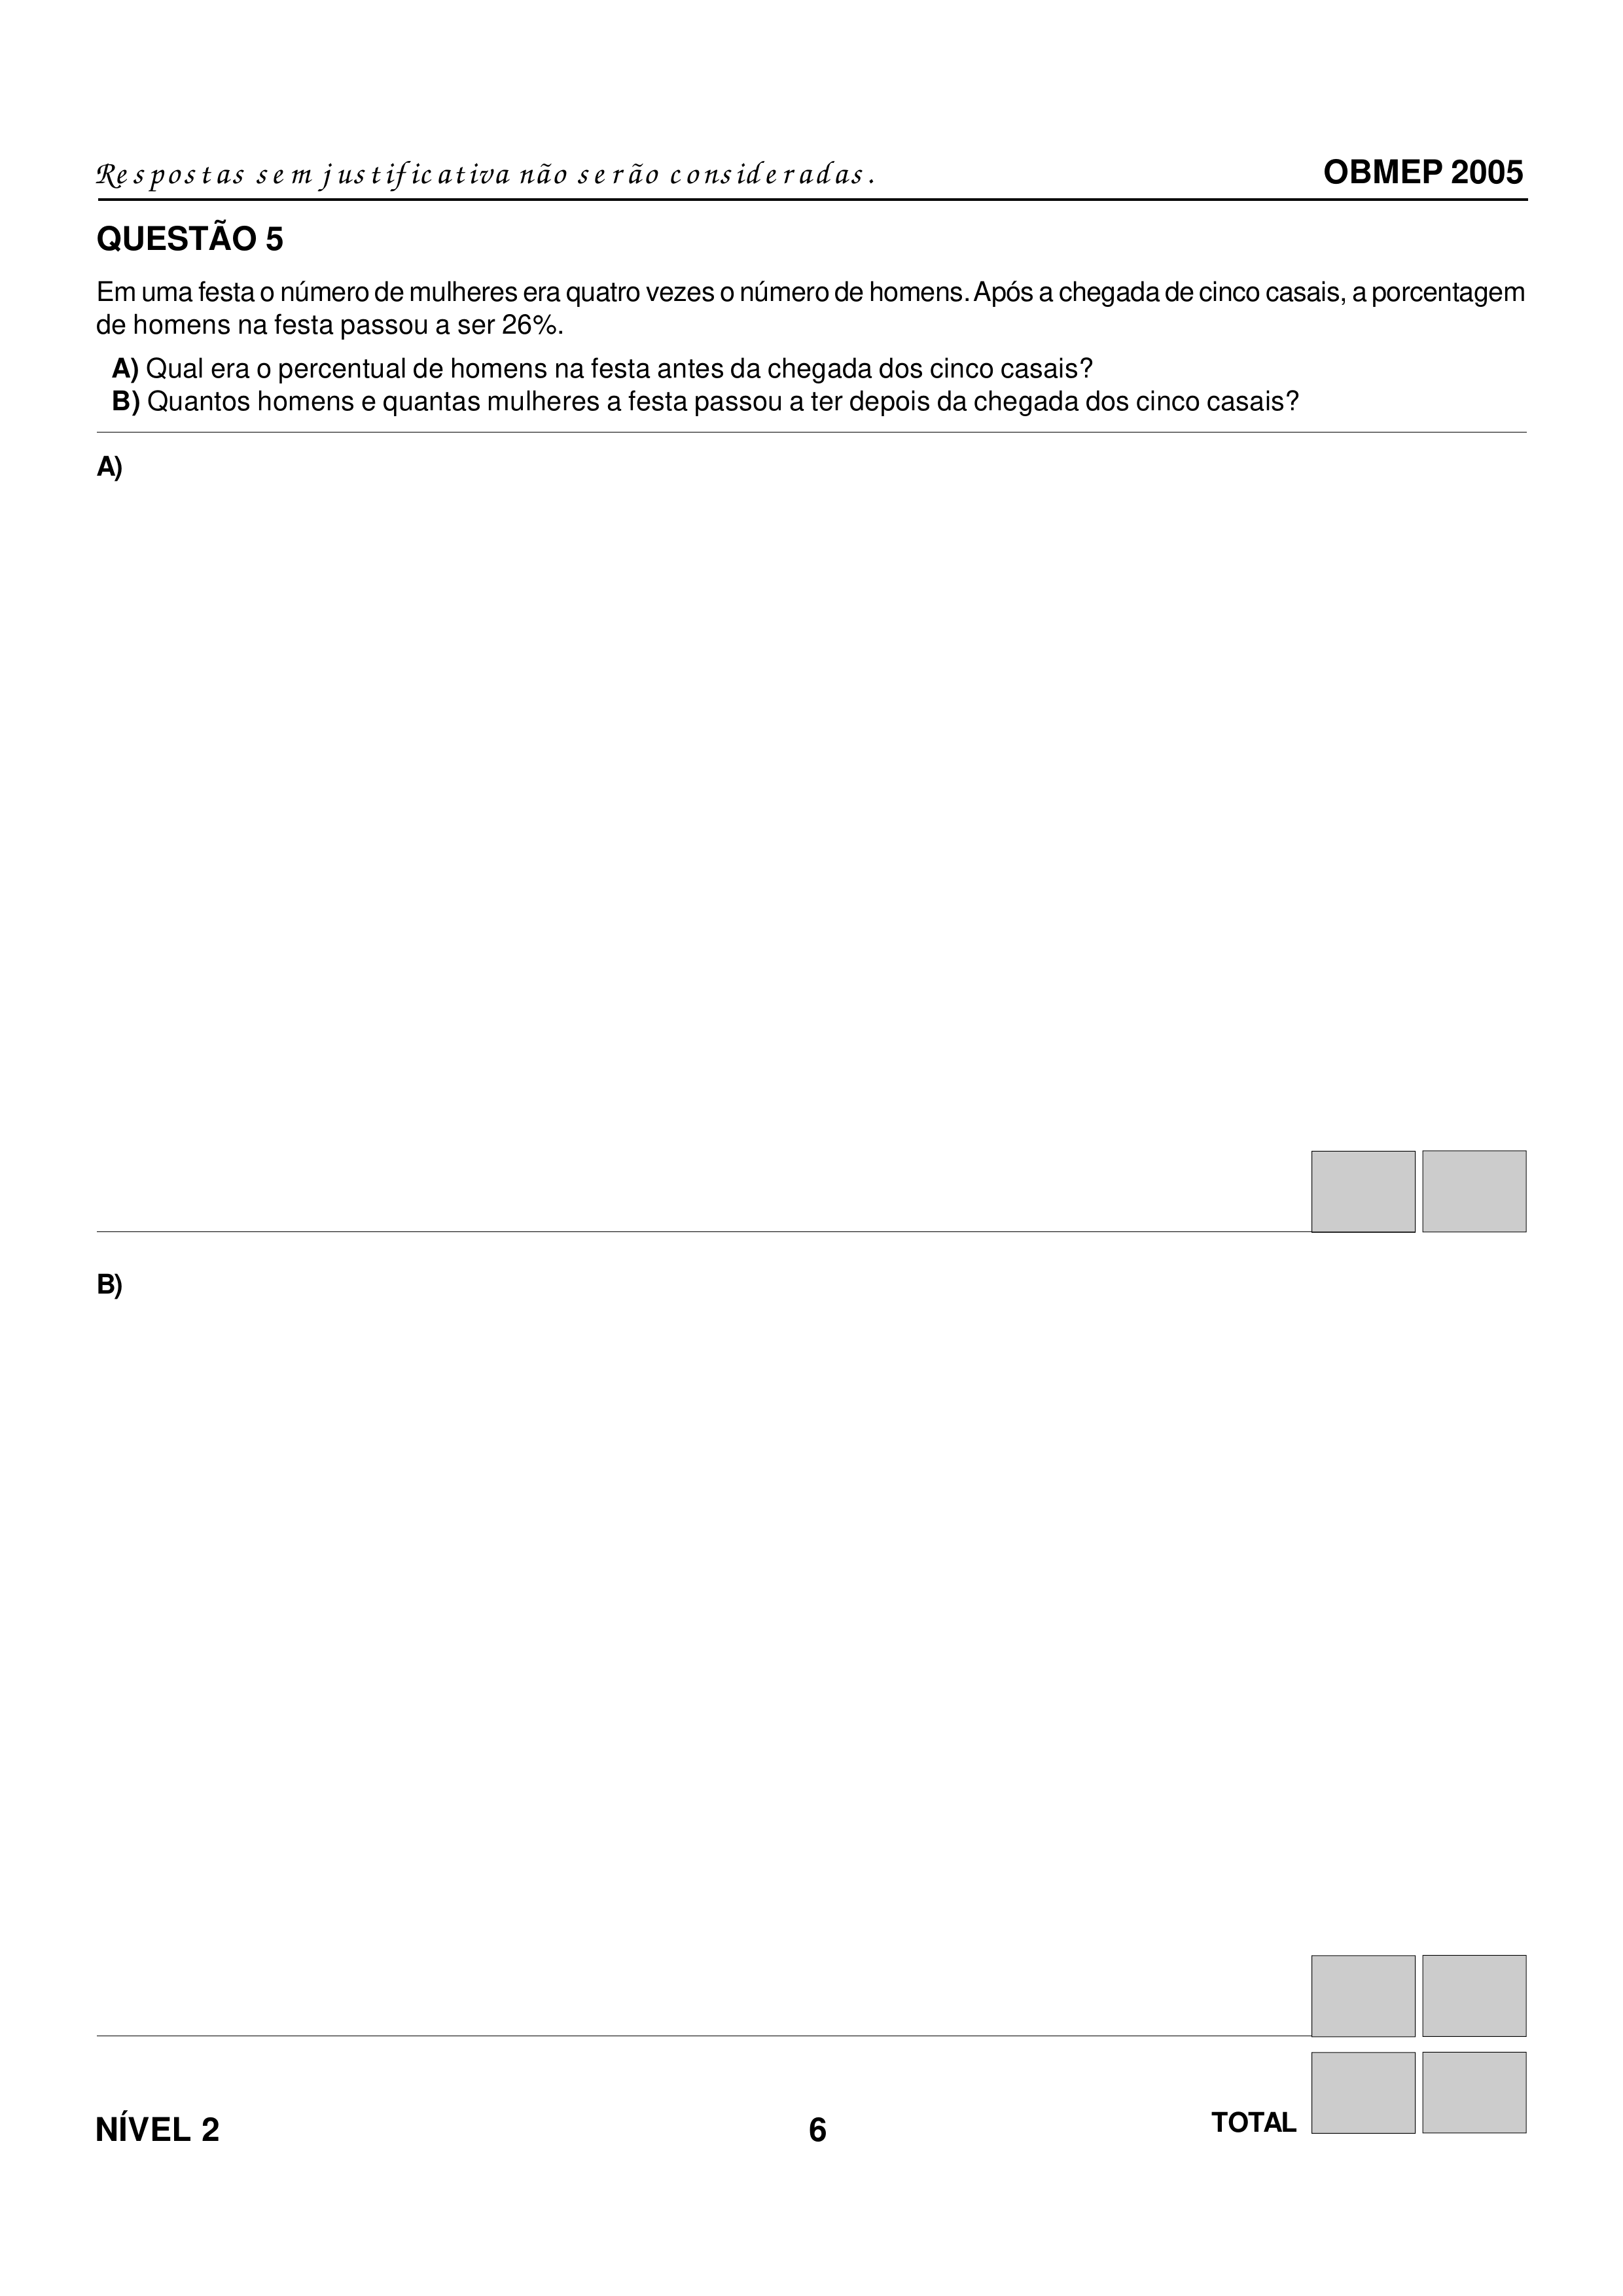 Respostas sem justificativa não serão consideradas.
OBMEP 2005
QUESTÃO 5
Em uma festa o número de mulheres era quatro vezes o número de homens. Após a chegada de cinco casais, a porcentagem
de homens na festa passou a ser 26%.
A) Qual era o percentual de homens na festa antes da chegada dos cinco casais?
B) Quantos homens e quantas mulheres a festa passou a ter depois da chegada dos cinco casais?
A)
B)
NÍVEL 2
6
TOTAL